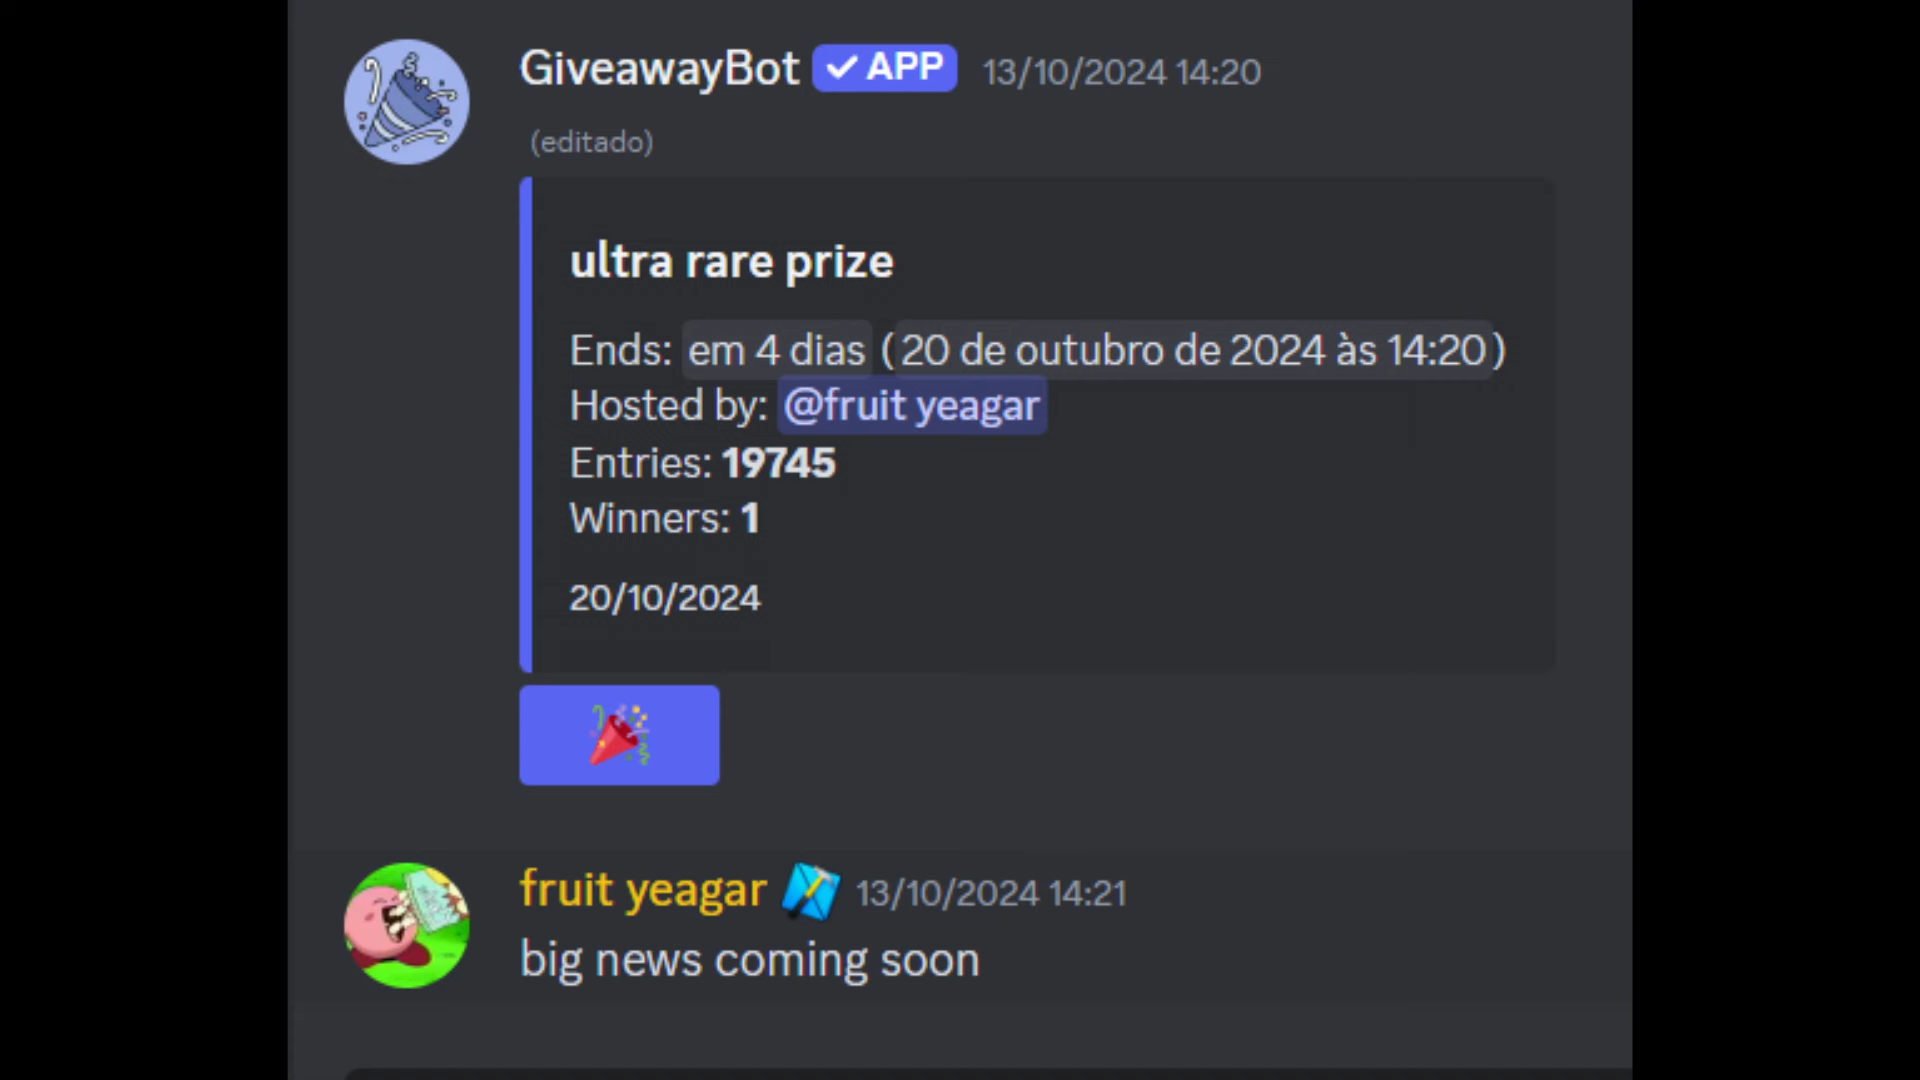 GiveawayBot ✓ APP 13/10/2024 14:20
(editado)
ultra rare prize
Ends: em 4 dias (20 de outubro de 2024 às 14:20)
Hosted by: @fruit yeagar
Entries: 19745
Winners: 1
20/10/2024
fruit yeagar 13/10/2024 14:21
big news coming soon